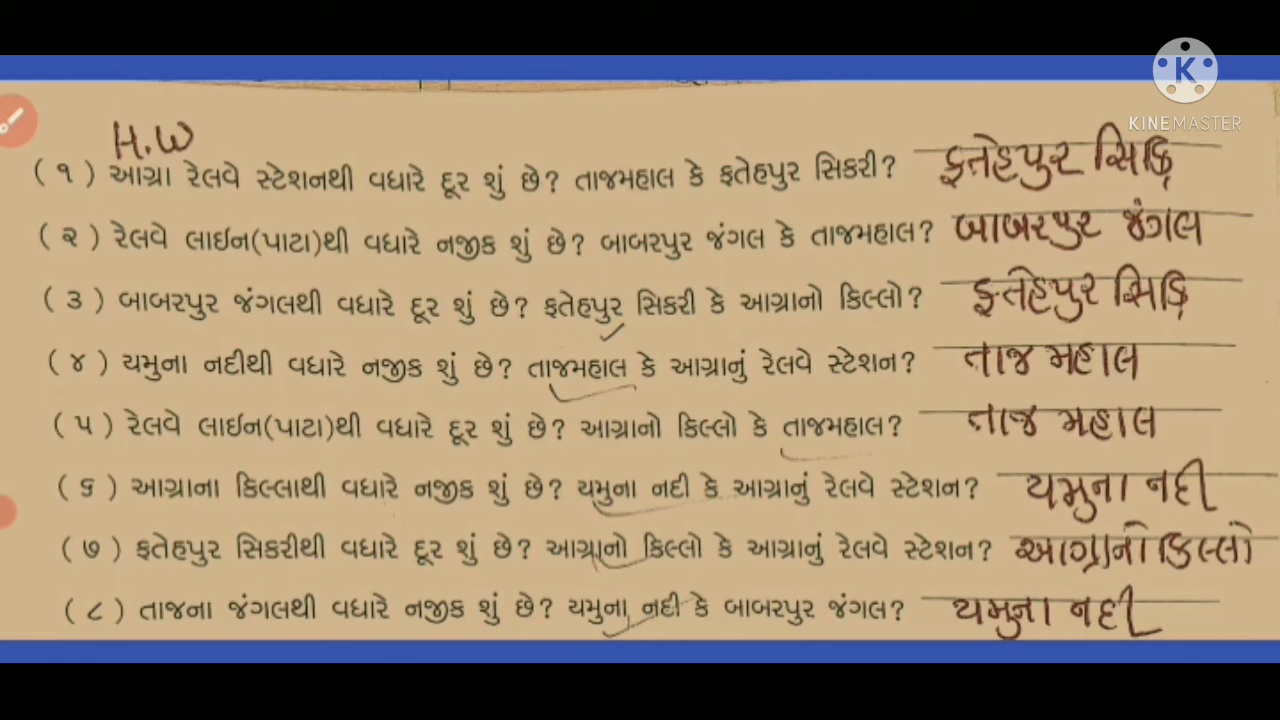 K
KINEMASTER
H.W
(૧) આગ્રા રેલવે સ્ટેશનથી વધારે દૂર શું છે? તાજમહાલ કે ફતેહપુર સિકરી? ફતેહપુર સિક્રિ
(૨) રેલવે લાઈન(પાટા)થી વધારે નજીક શું છે? બાબરપુર જંગલ કે તાજમહાલ? બાબરપુર જંગલ
(૩) બાબરપુર જંગલથી વધારે દૂર શું છે? ફતેહપુર સિકરી કે આગ્રાનો કિલ્લો? ફતેહપુર સિક્રિ
(૪) યમુના નદીથી વધારે નજીક શું છે? તાજમહાલ કે આગ્રાનું રેલવે સ્ટેશન? તાજ મહાલ
(૫) રેલવે લાઈન(પાટા)થી વધારે દૂર શું છે? આગ્રાનો કિલ્લો કે તાજમહાલ? તાજ મહાલ
(૬) આગ્રાના કિલ્લાથી વધારે નજીક શું છે? યમુના નદી કે આગ્રાનું રેલવે સ્ટેશન? યમુના નદી
(૭) ફતેહપુર સિકરીથી વધારે દૂર શું છે? આગ્રાનો કિલ્લો કે આગ્રાનું રેલવે સ્ટેશન? આગ્રાનો કિલ્લો
(૮) તાજના જંગલથી વધારે નજીક શું છે? યમુના નદી કે બાબરપુર જંગલ? યમુના નદી